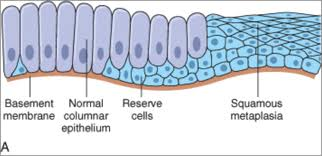 Basement membrane
Normal columnar epithelium
Reserve cells
Squamous metaplasia
A